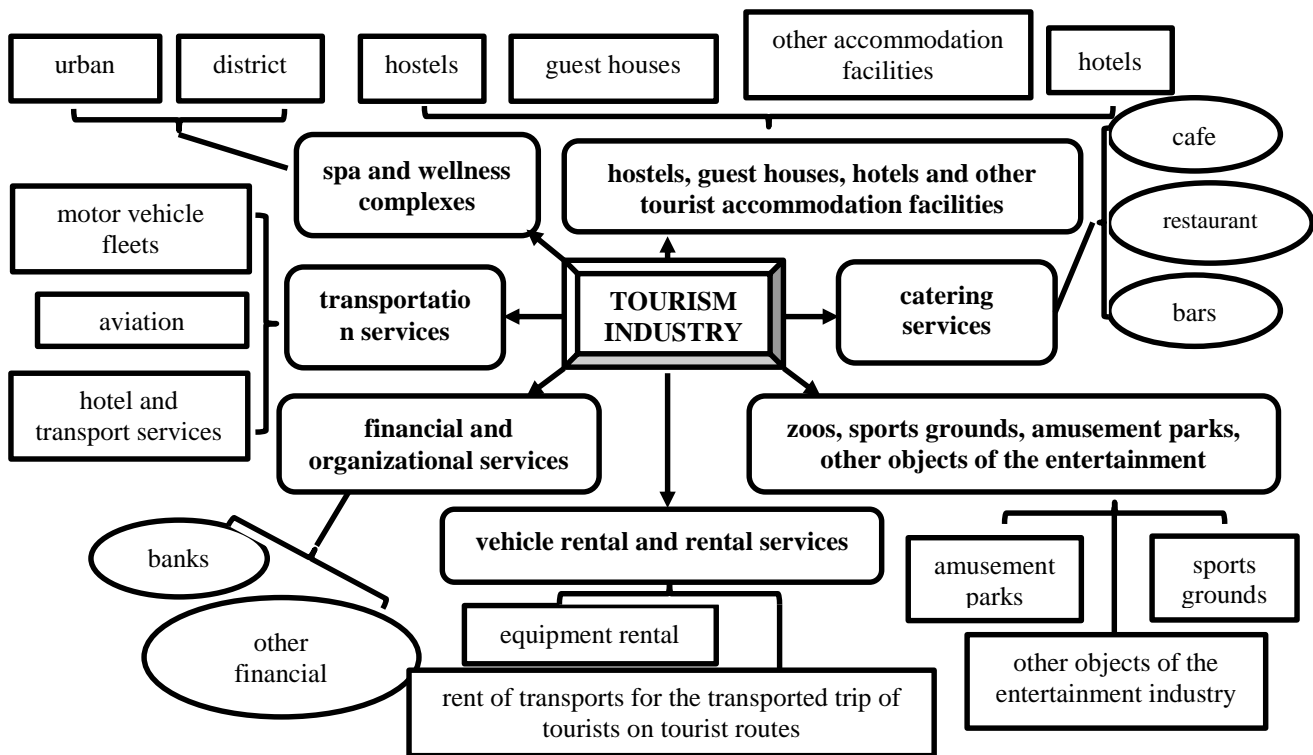 urban
district
hostels
guest houses
other accommodation
facilities
hotels
cafe
spa and wellness
complexes
hostels, guest houses, hotels and other
tourist accommodation facilities
motor vehicle
fleets
restaurant
transportatio
n services
TOURISM
INDUSTRY
catering
services
aviation
bars
hotel and
transport services
financial and
organizational services
zoos, sports grounds, amusement parks,
other objects of the entertainment
banks
vehicle rental and rental services
amusement
parks
sports
grounds
other
financial
equipment rental
other objects of the
entertainment industry
rent of transports for the transported trip of
tourists on tourist routes